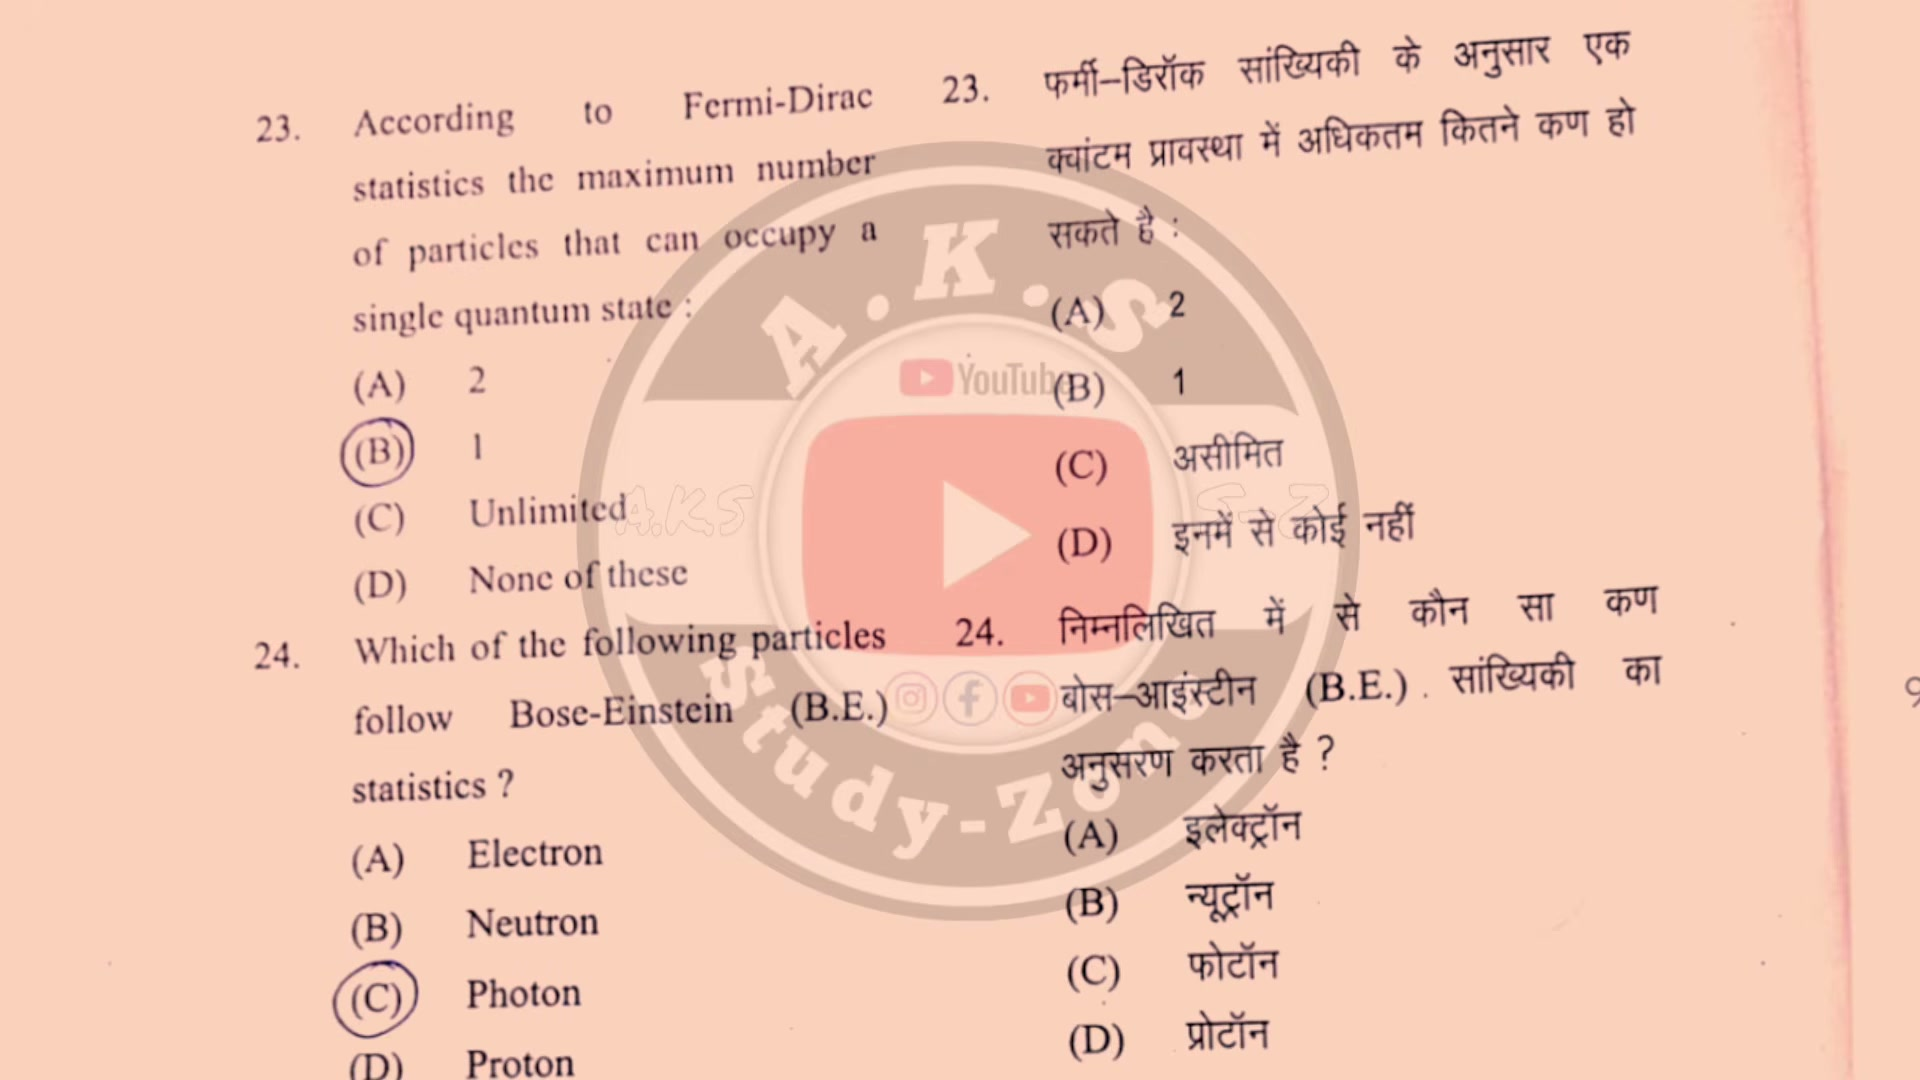 23. According to Fermi-Dirac
statistics the maximum number
of particles that can occupy a
single quantum state :
(A) 2
(B) 1
(C) Unlimited
(D) None of these
24. Which of the following particles
follow Bose-Einstein (B.E.)
statistics ?
(A) Electron
(B) Neutron
(C) Photon
(D) Proton
23. फर्मी–डिरॉक सांख्यिकी के अनुसार एक
क्वांटम प्रावस्था में अधिकतम कितने कण हो
सकते है :
(A) 2
(B) 1
(C) असीमित
(D) इनमें से कोई नहीं
24. निम्नलिखित में से कौन सा कण
बोस–आइंस्टीन (B.E.) . सांख्यिकी का
अनुसरण करता है ?
(A) इलेक्ट्रॉन
(B) न्यूट्रॉन
(C) फोटॉन
(D) प्रोटॉन
A.K.S
YouTube
A.K.S S-Z
Study-Zone